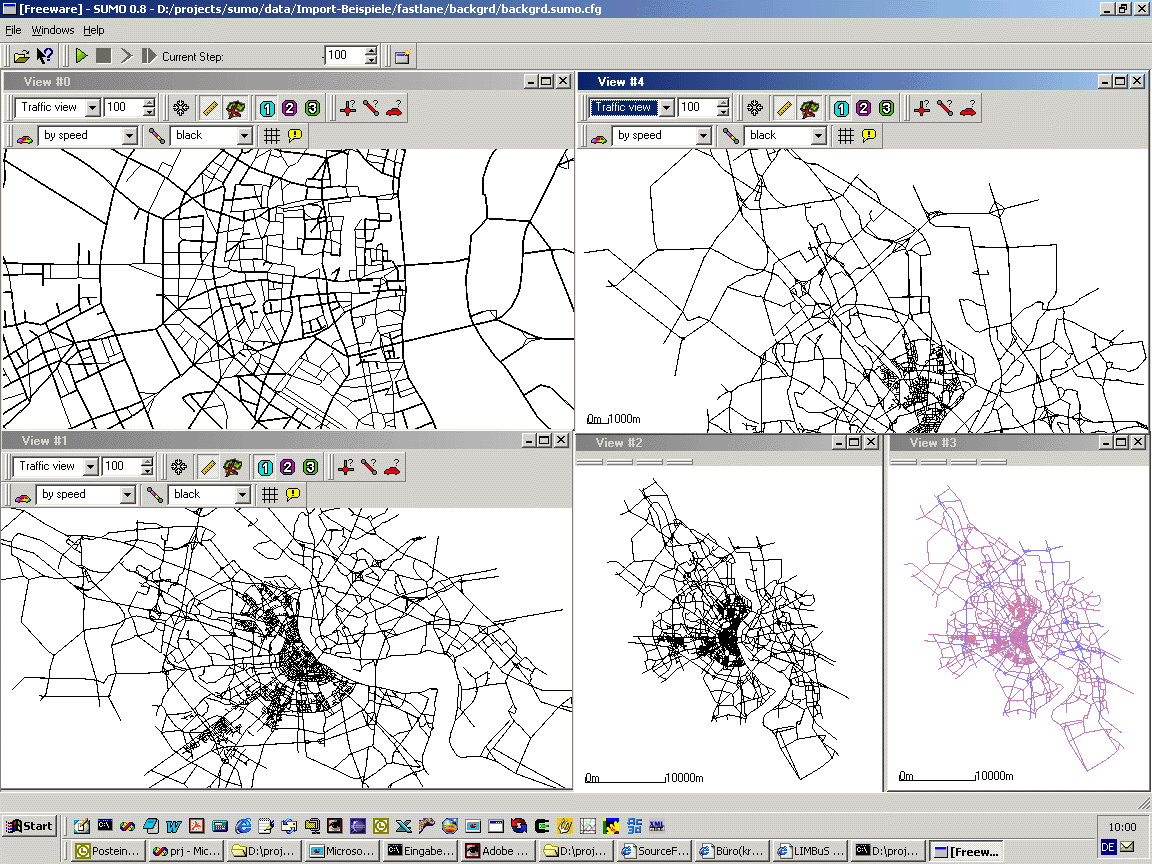 [Freeware] - SUMO 0.8 - D:/projects/sumo/data/Import-Beispiele/fastlane/backgrd/backgrd.sumo.cfg
File Windows Help
Current Step: 100
View #0
Traffic view 100 1 2 3
by speed black
View #4
Traffic view 100 1 2 3
by speed black
0m 1000m
View #1
Traffic view 100 1 2 3
by speed black
View #2
0m 10000m
View #3
0m 10000m
Start
XML
10:00
Postein...
prj - Mic...
D:\proj...
Microso...
Eingabe...
Adobe ...
D:\proj...
SourceF...
Büro(kr...
LIMBuS ...
D:\proj...
[Freew...
DE